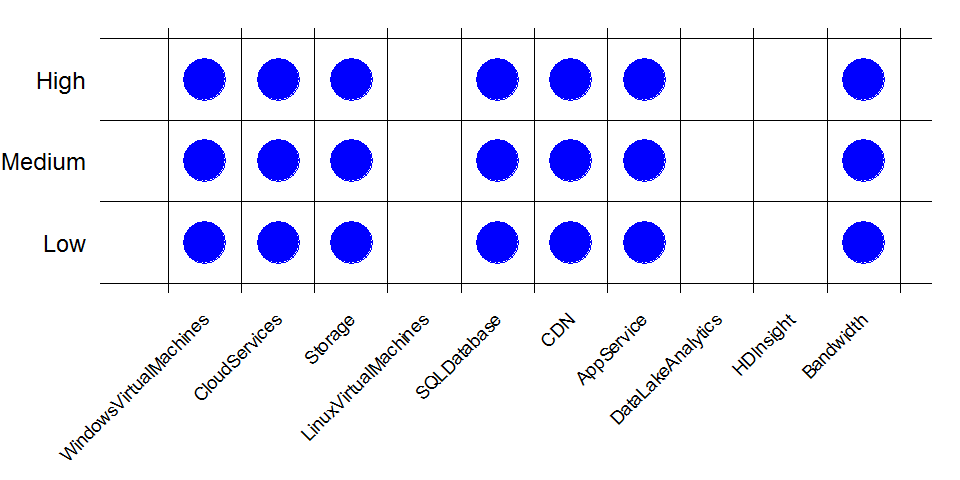 High
Medium
Low
WindowsVirtualMachines
CloudServices
Storage
LinuxVirtualMachines
SQLDatabase
CDN
AppService
DataLakeAnalytics
HDInsight
Bandwidth